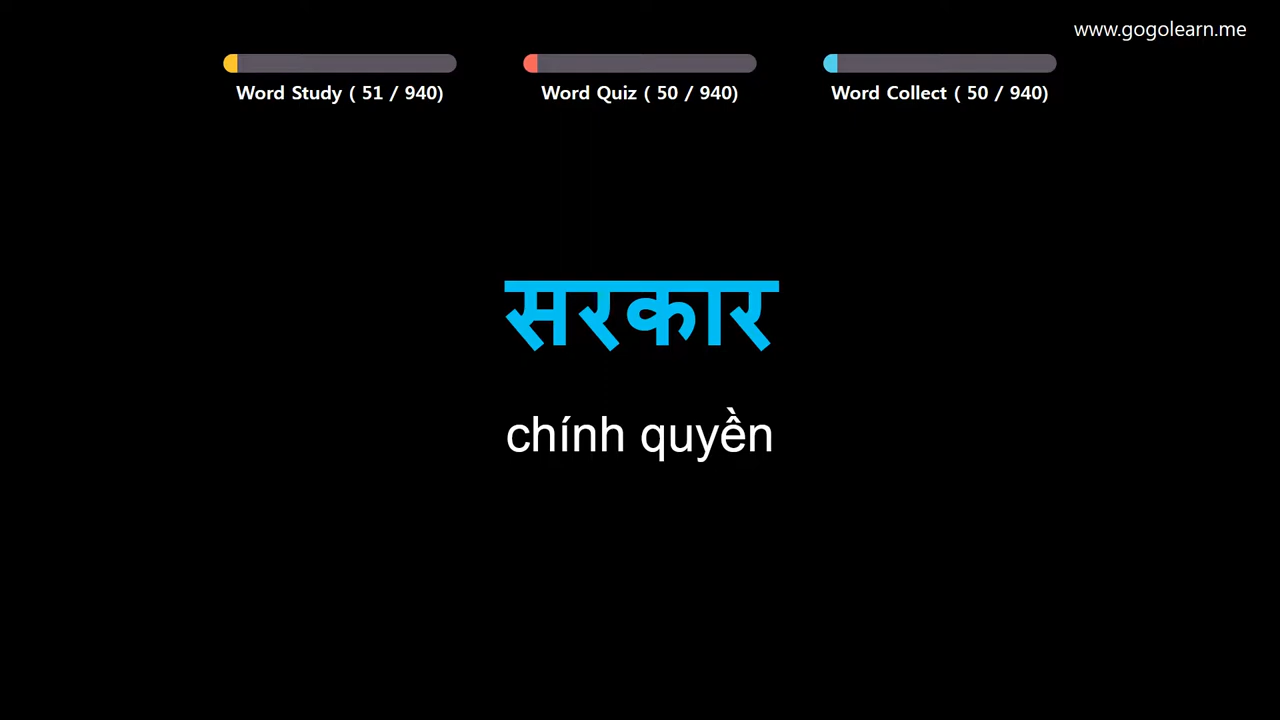 www.gogolearn.me
Word Study ( 51 / 940)
Word Quiz ( 50 / 940)
Word Collect ( 50 / 940)
सरकार
chính quyền